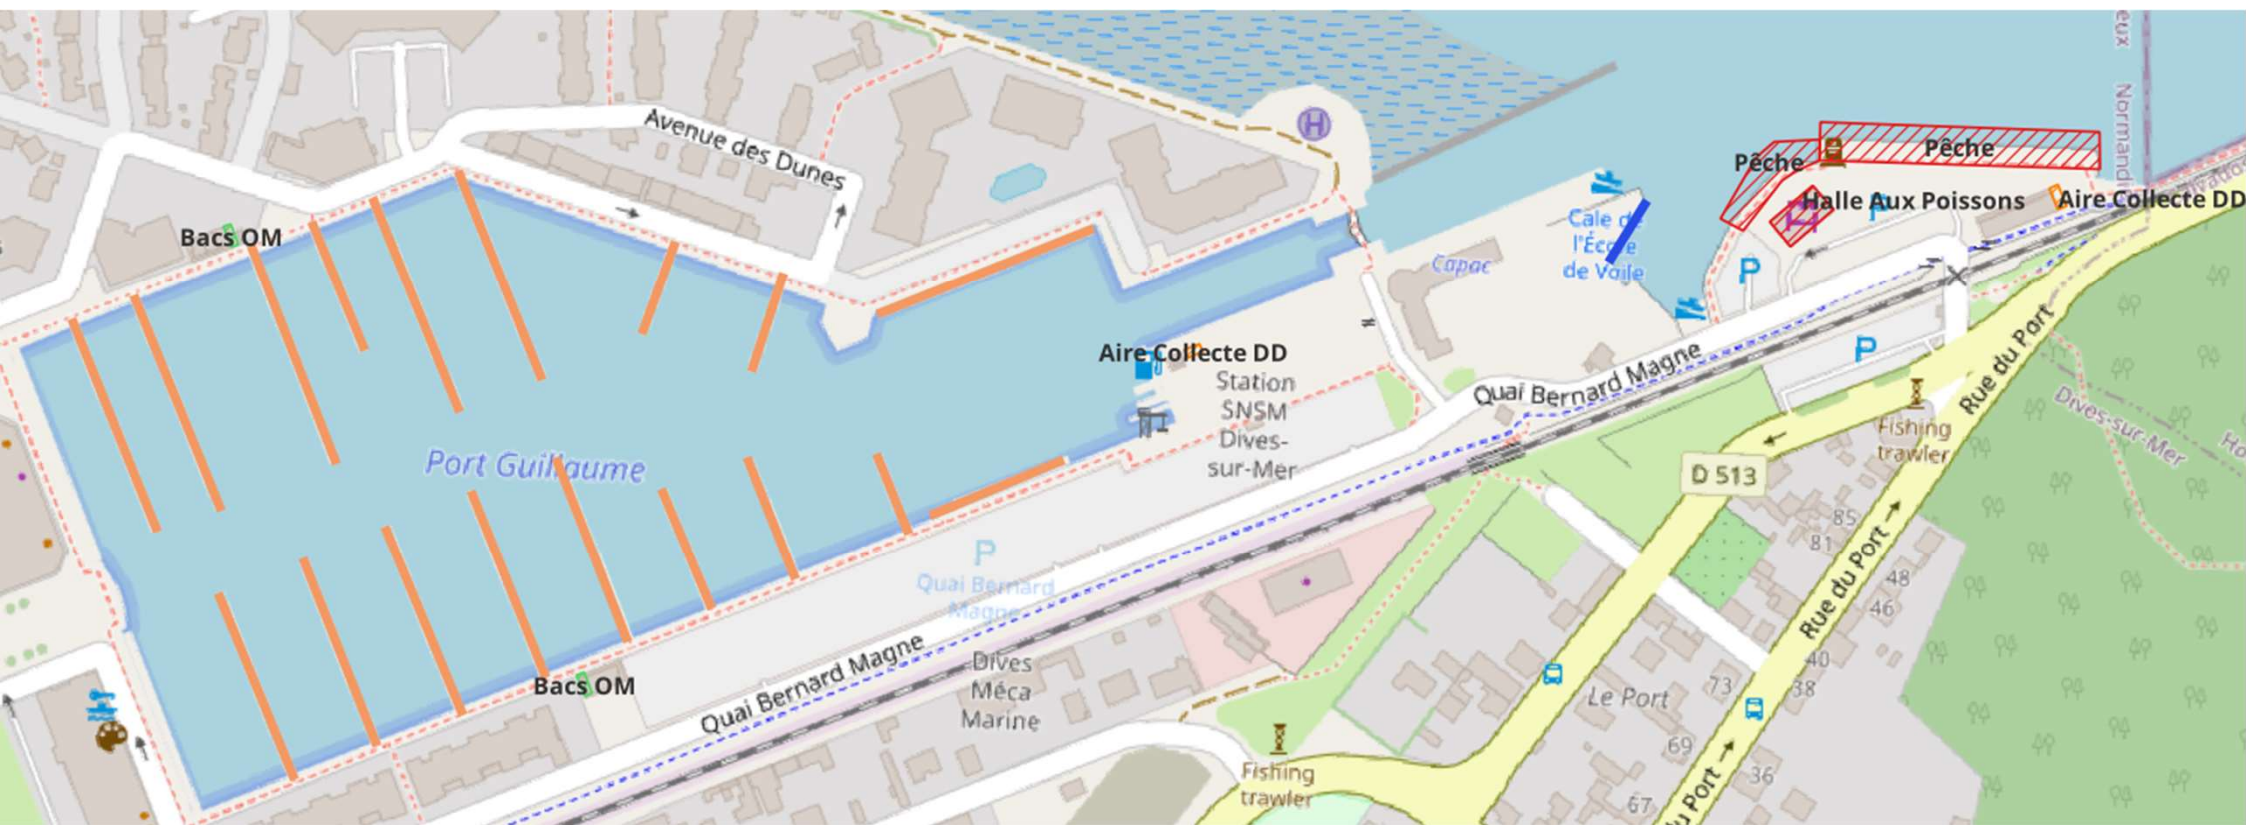 eux
Normandi
Avenue des Dunes
H
Pêche
Pêche
Halle Aux Poissons
P
Aire Collecte DD
Bacs OM
Cale de
l'École
de Voile
Capac
P
Aire Collecte DD
Station
SNSM
Dives-
sur-Mer
Quai Bernard Magne
P
Rue du Port
Dives-sur-Mer
Ho
Fishing
trawler
Port Guillaume
D 513
P
Quai Bernard
Magne
85
81
48
46
Rue du Port
40
38
Bacs OM
Quai Bernard Magne
Dives
Méca
Marine
Le Port
73
69
36
67
Fishing
trawler
u Port